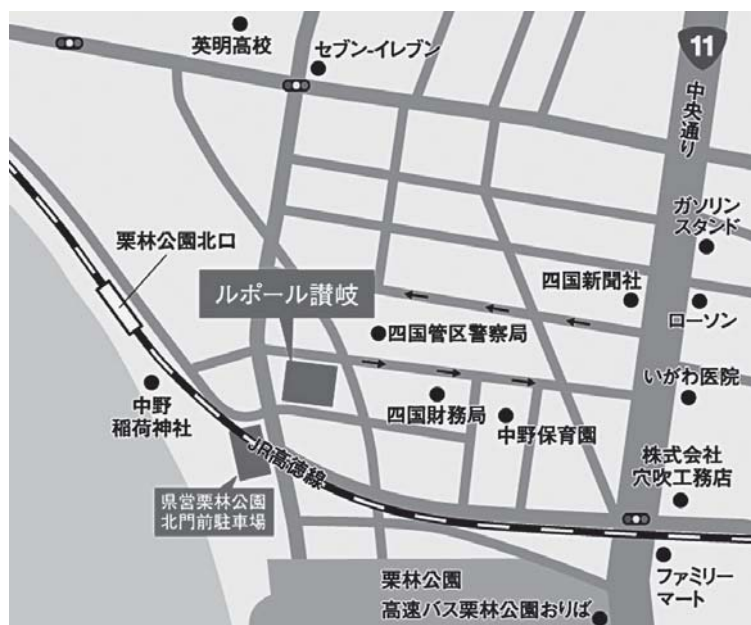 英明高校
セブン-イレブン
11
中央通り
ガソリン
スタンド
栗林公園北口
ルポール讃岐
四国新聞社
ローソン
四国管区警察局
いがわ医院
中野
稲荷神社
四国財務局
中野保育園
JR高徳線
株式会社
穴吹工務店
県営栗林公園
北門前駐車場
栗林公園
高速バス栗林公園おりば
ファミリー
マート